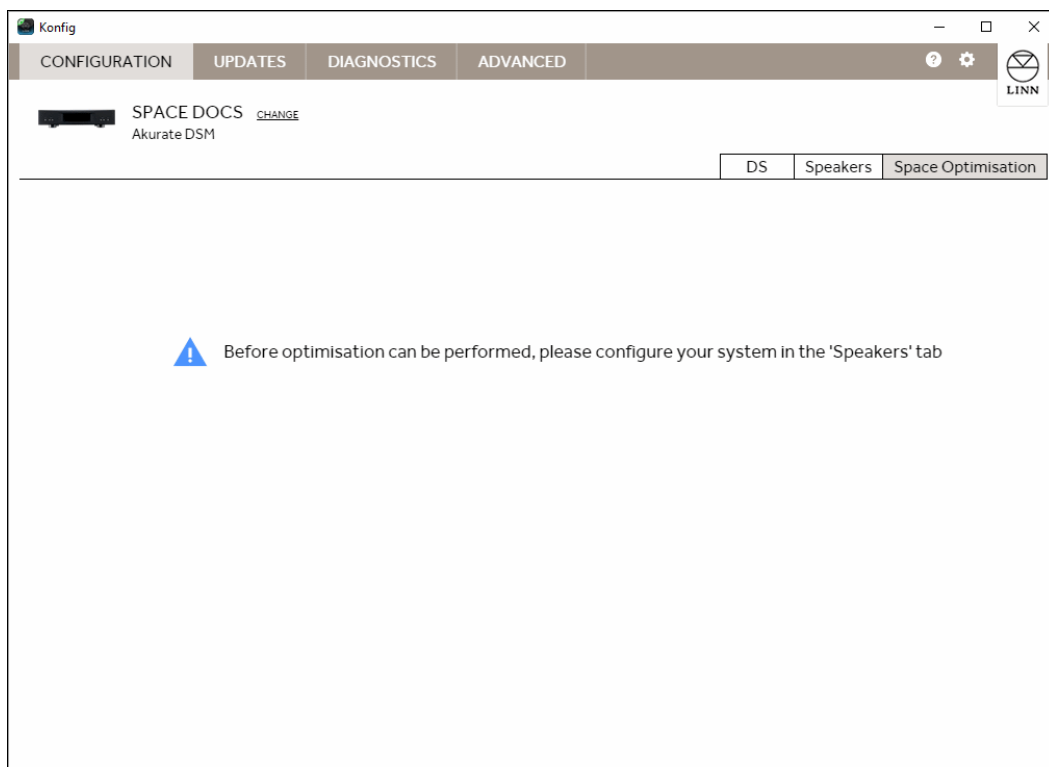 Konfig
CONFIGURATION UPDATES DIAGNOSTICS ADVANCED ?
LINN
SPACE DOCS CHANGE
Akurate DSM
DS Speakers Space Optimisation
Before optimisation can be performed, please configure your system in the 'Speakers' tab